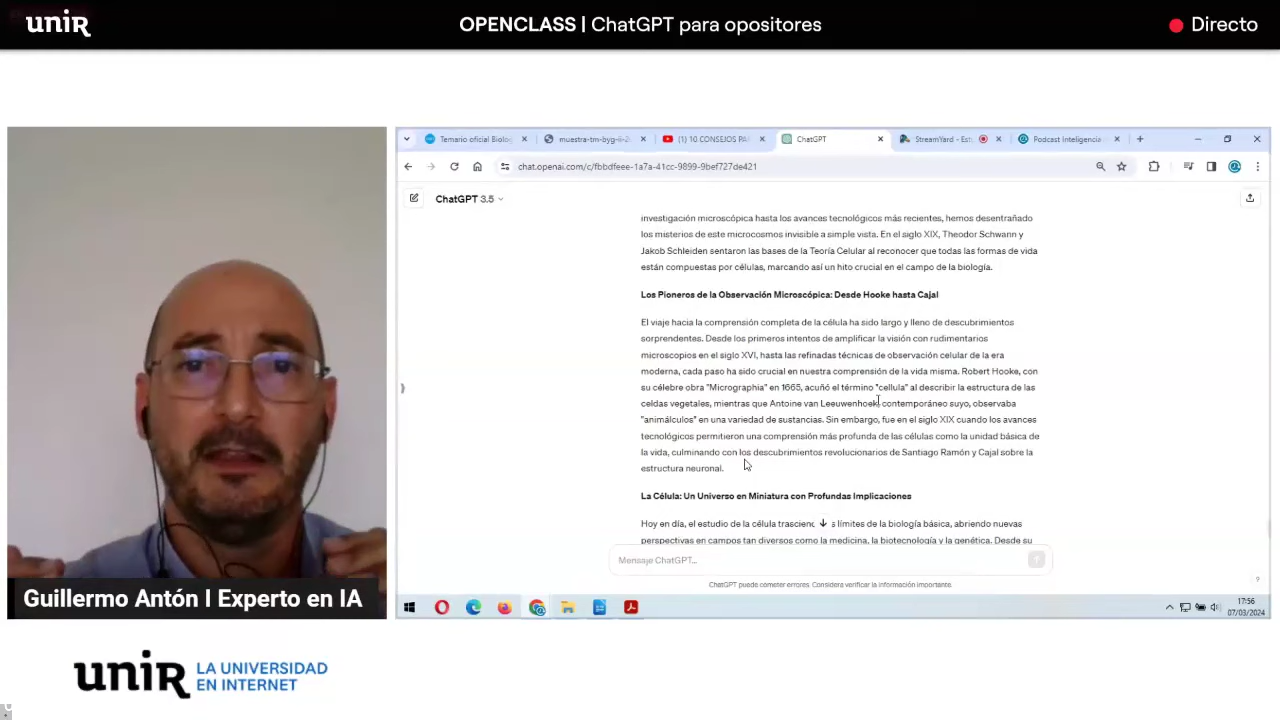 unir
OPENCLASS | ChatGPT para opositores
Directo
Temario oficial Biolog
muestra-tm-byg-ii-2
(1) 10 CONSEJOS PA
ChatGPT
StreamYard - Est
Podcast Inteligencia
chat.openai.com/c/fbbdfeee-1a7a-41cc-9899-9bef727de421
ChatGPT 3.5
investigación microscópica hasta los avances tecnológicos más recientes, hemos desentrañado
los misterios de este microcosmos invisible a simple vista. En el siglo XIX, Theodor Schwann y
Jakob Schleiden sentaron las bases de la Teoría Celular al reconocer que todas las formas de vida
están compuestas por células, marcando así un hito crucial en el campo de la biología.
Los Pioneros de la Observación Microscópica: Desde Hooke hasta Cajal
El viaje hacia la comprensión completa de la célula ha sido largo y lleno de descubrimientos
sorprendentes. Desde los primeros intentos de amplificar la visión con rudimentarios
microscopios en el siglo XVI, hasta las refinadas técnicas de observación celular de la era
moderna, cada paso ha sido crucial en nuestra comprensión de la vida misma. Robert Hooke, con
su célebre obra "Micrographia" en 1665, acuñó el término "cellula" al describir la estructura de las
celdas vegetales, mientras que Antoine van Leeuwenhoek, contemporáneo suyo, observaba
"animálculos" en una variedad de sustancias. Sin embargo, fue en el siglo XIX cuando los avances
tecnológicos permitieron una comprensión más profunda de las células como la unidad básica de
la vida, culminando con los descubrimientos revolucionarios de Santiago Ramón y Cajal sobre la
estructura neuronal.
La Célula: Un Universo en Miniatura con Profundas Implicaciones
Hoy en día, el estudio de la célula trascienc s límites de la biología básica, abriendo nuevas
perspectivas en campos tan diversos como la medicina, la biotecnología y la genética. Desde su
Mensaje ChatGPT...
ChatGPT puede cometer errores. Considera verificar la información importante.
?
17:56
07/03/2024
Guillermo Antón I Experto en IA
unir LA UNIVERSIDAD
EN INTERNET